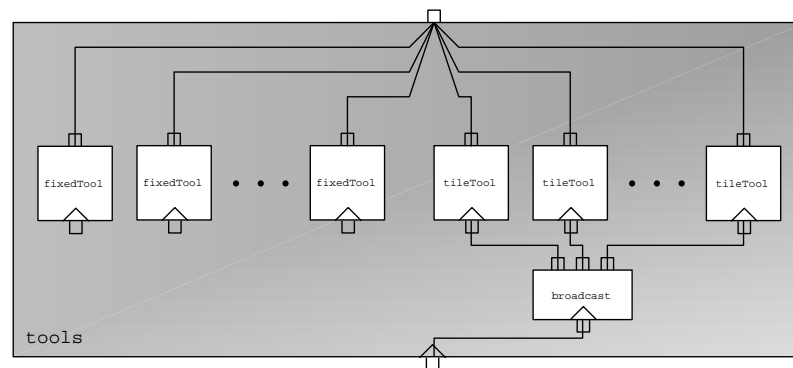 fixedTool
fixedTool
fixedTool
tileTool
tileTool
tileTool
broadcast
tools